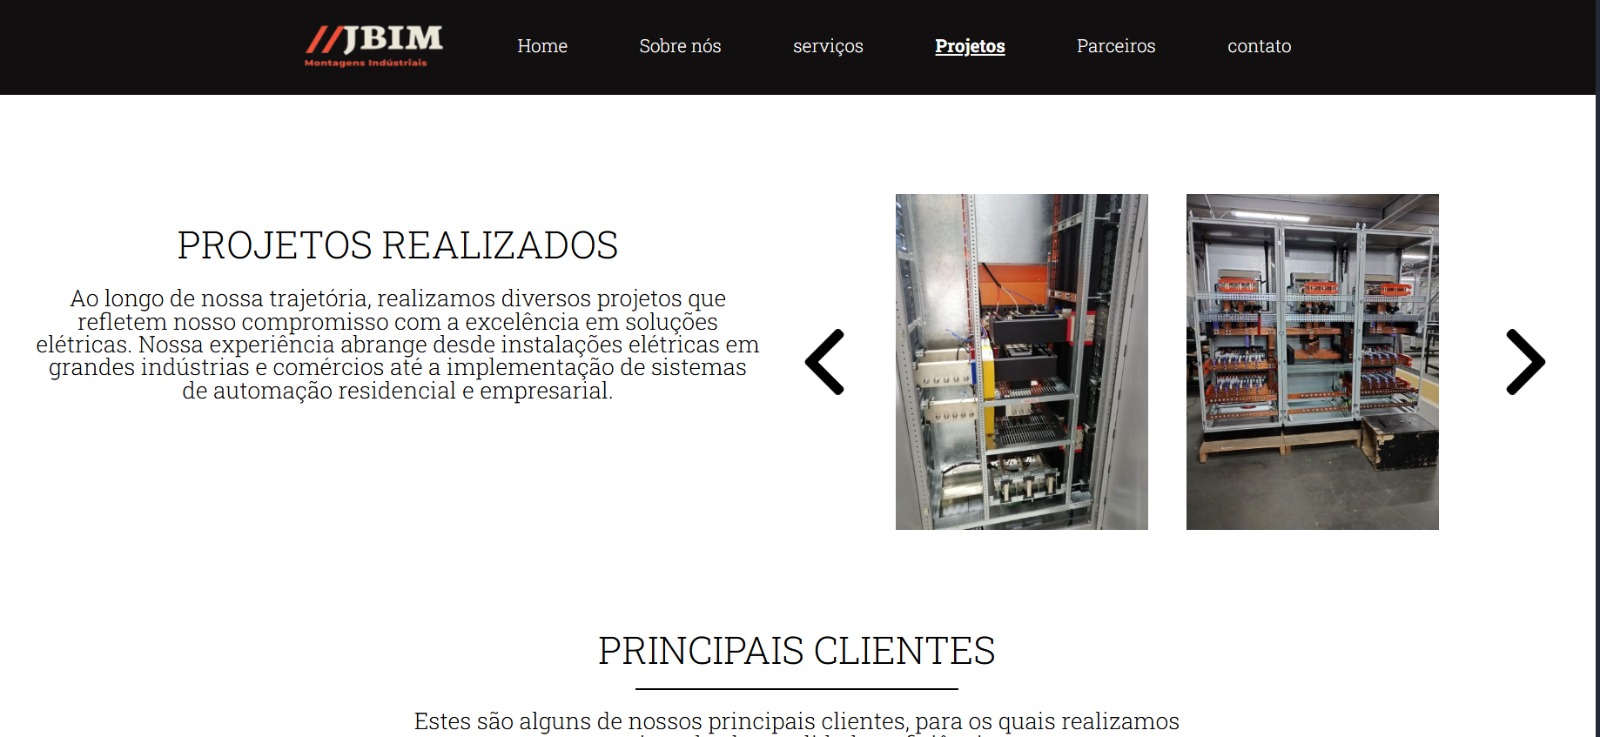 //JBIM
Montagens Indústriais
Home
Sobre nós
serviços
Projetos
Parceiros
contato
PROJETOS REALIZADOS
Ao longo de nossa trajetória, realizamos diversos projetos que
refletem nosso compromisso com a excelência em soluções
elétricas. Nossa experiência abrange desde instalações elétricas em
grandes indústrias e comércios até a implementação de sistemas
de automação residencial e empresarial.
PRINCIPAIS CLIENTES
Estes são alguns de nossos principais clientes, para os quais realizamos